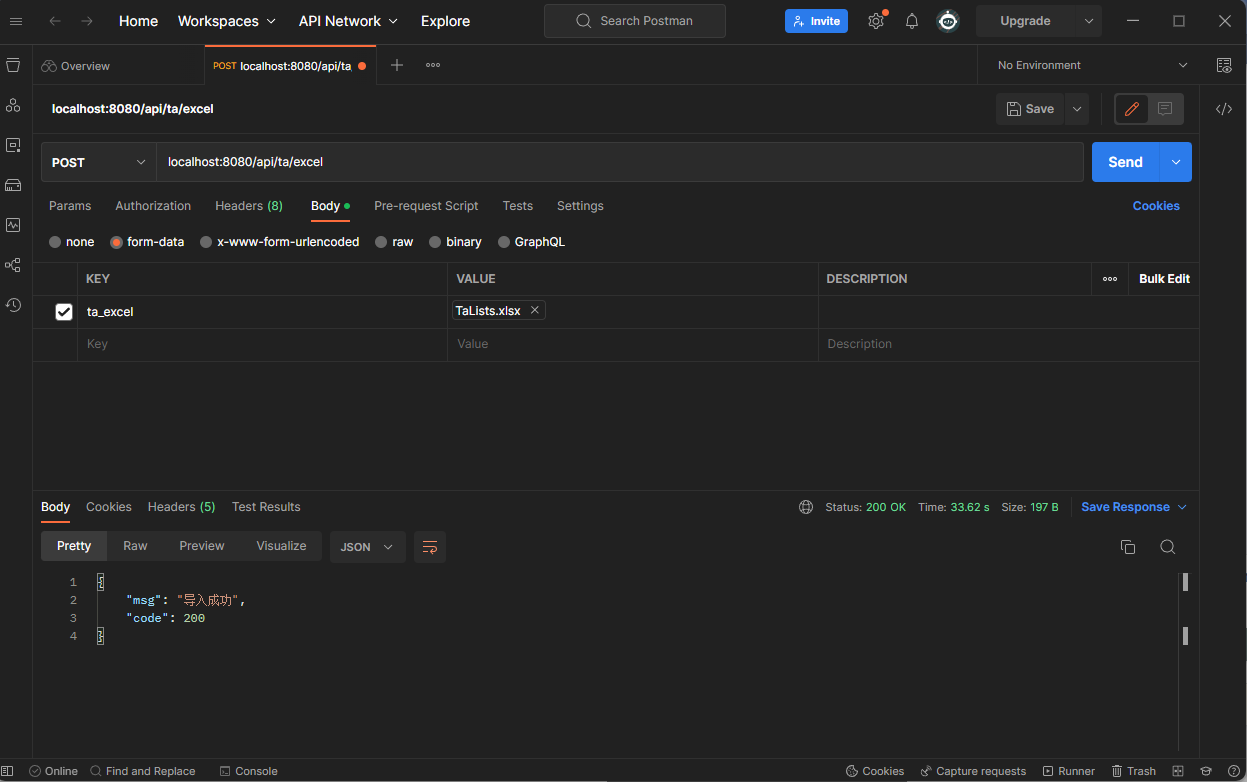 Home Workspaces API Network Explore Search Postman Invite Upgrade
Overview POST localhost:8080/api/ta No Environment
localhost:8080/api/ta/excel Save
POST localhost:8080/api/ta/excel Send
Params Authorization Headers (8) Body Pre-request Script Tests Settings Cookies
none form-data x-www-form-urlencoded raw binary GraphQL
KEY VALUE DESCRIPTION Bulk Edit
ta_excel TaLists.xlsx
Key Value Description
Body Cookies Headers (5) Test Results Status: 200 OK Time: 33.62 s Size: 197 B Save Response
Pretty Raw Preview Visualize JSON
1 {
2 "msg": "导入成功",
3 "code": 200
4 }
Online Find and Replace Console Cookies Capture requests Runner Trash